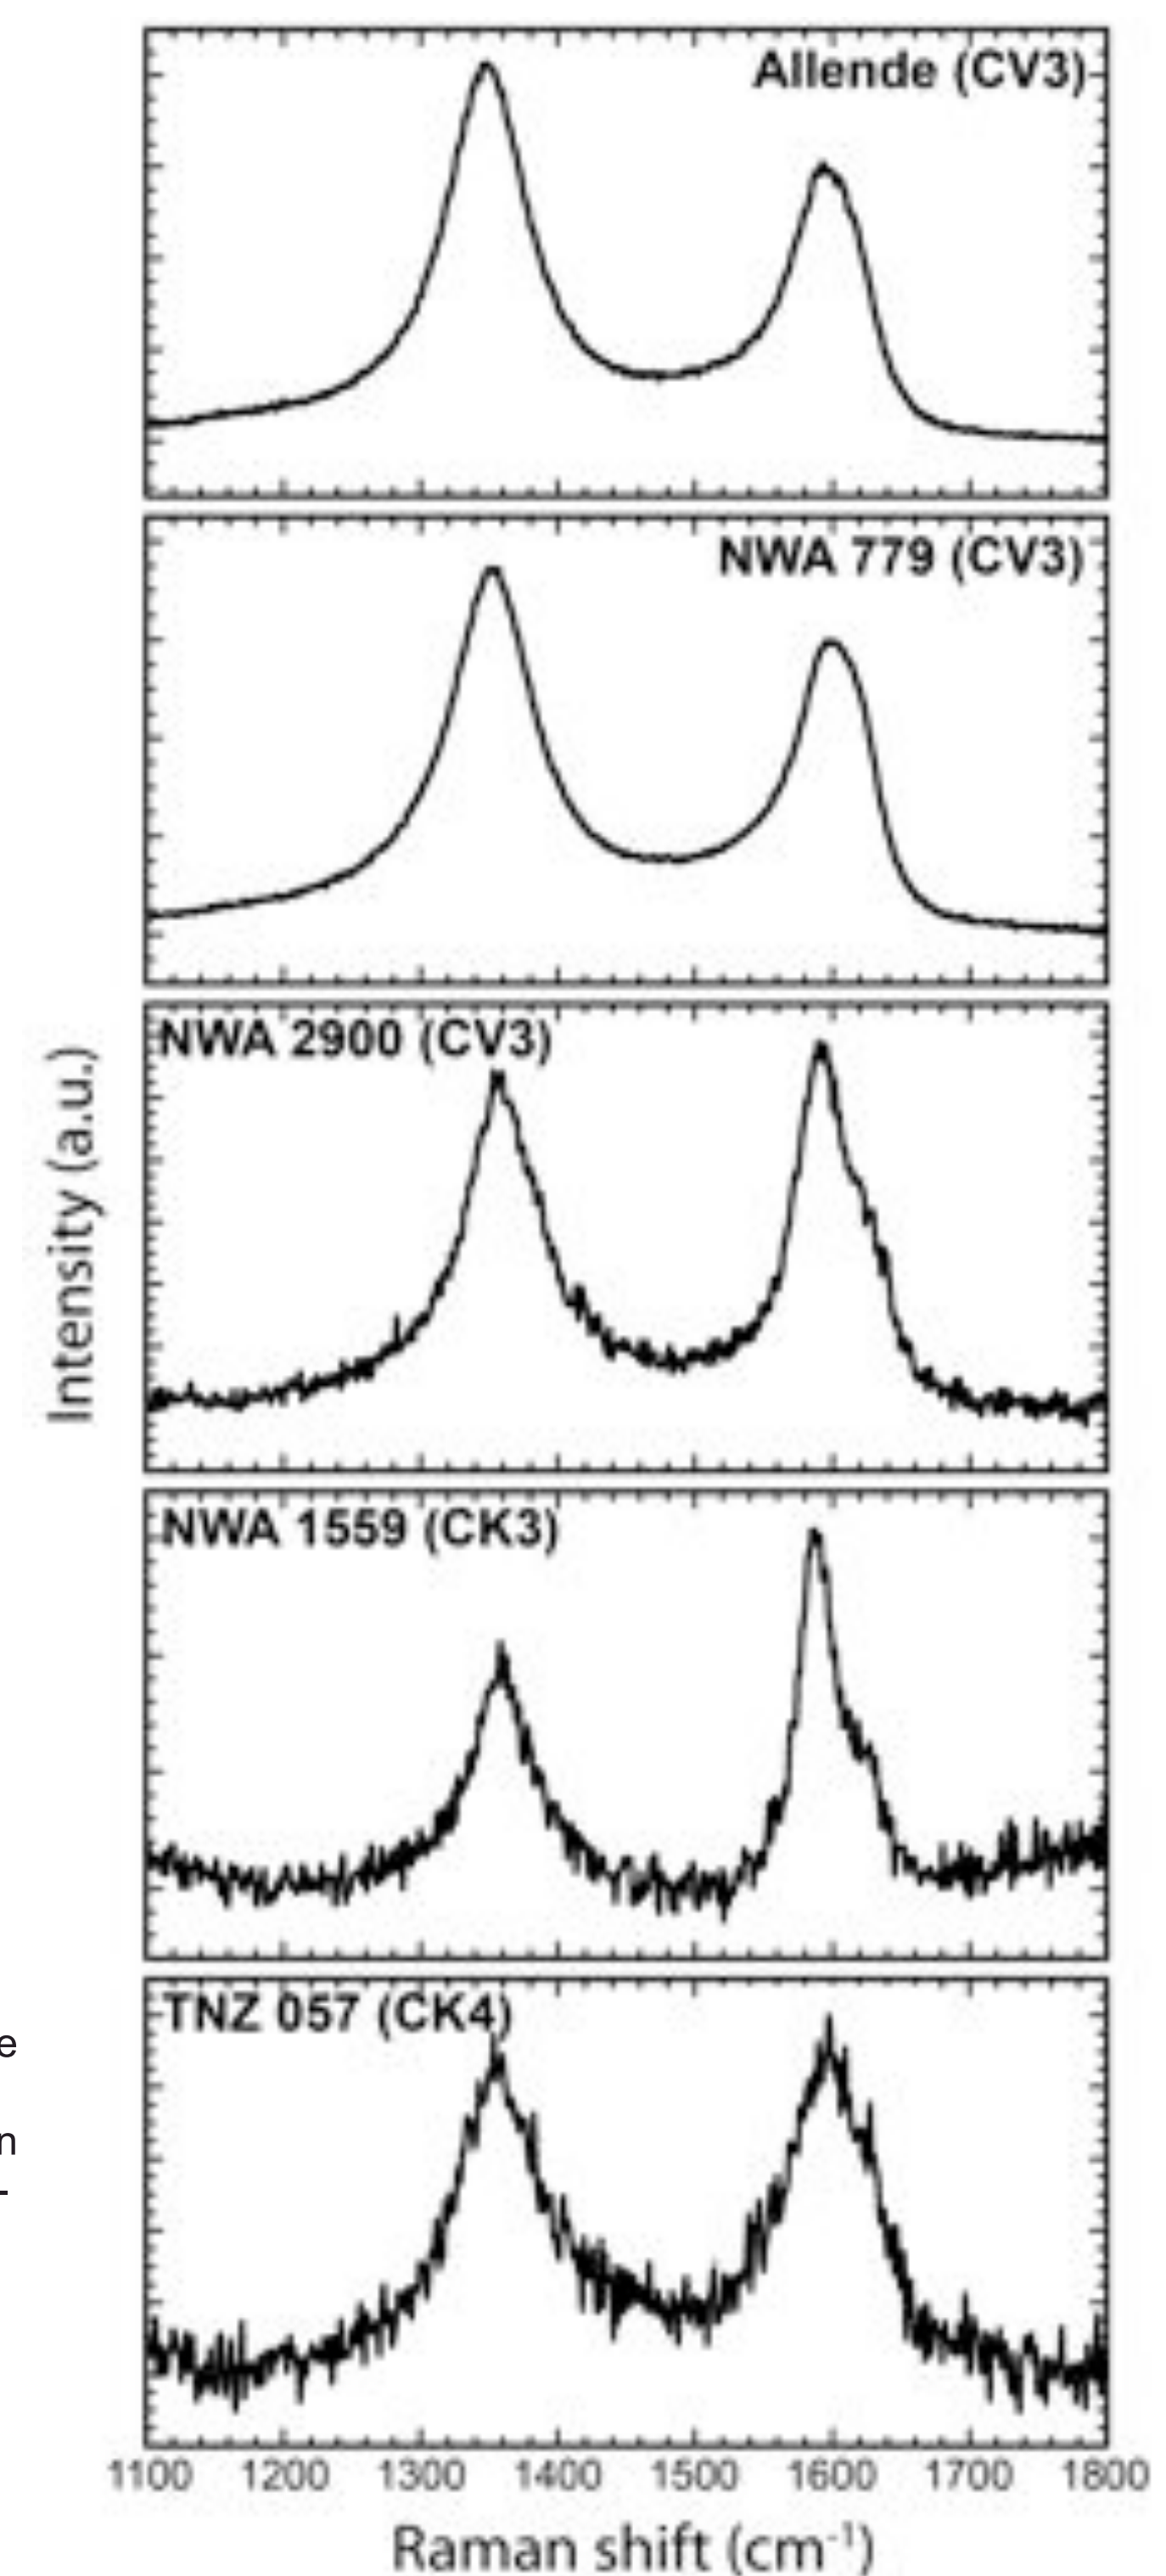 Allende (CV3)
NWA 779 (CV3)
NWA 2900 (CV3)
Intensity (a.u.)
NWA 1559 (CK3)
TNZ 057 (CK4)
e
n
-
1100 1200 1300 1400 1500 1600 1700 1800
Raman shift (cm⁻¹)